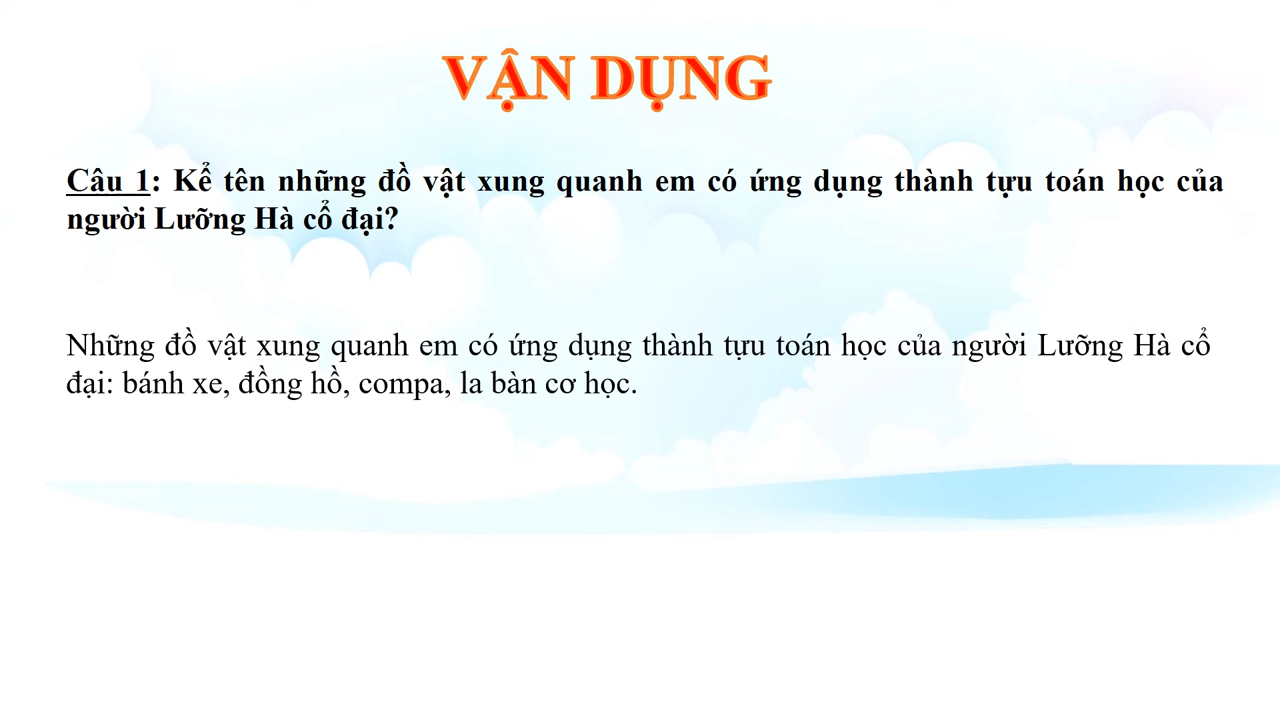 VẬN DỤNG
Câu 1: Kể tên những đồ vật xung quanh em có ứng dụng thành tựu toán học của
người Lưỡng Hà cổ đại?
Những đồ vật xung quanh em có ứng dụng thành tựu toán học của người Lưỡng Hà cổ
đại: bánh xe, đồng hồ, compa, la bàn cơ học.